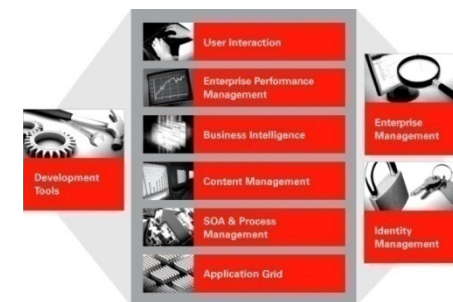 User Interaction
Enterprise Performance
Management
Business Intelligence
Content Management
SOA & Process
Management
Application Grid
Development
Tools
Enterprise
Management
Identity
Management